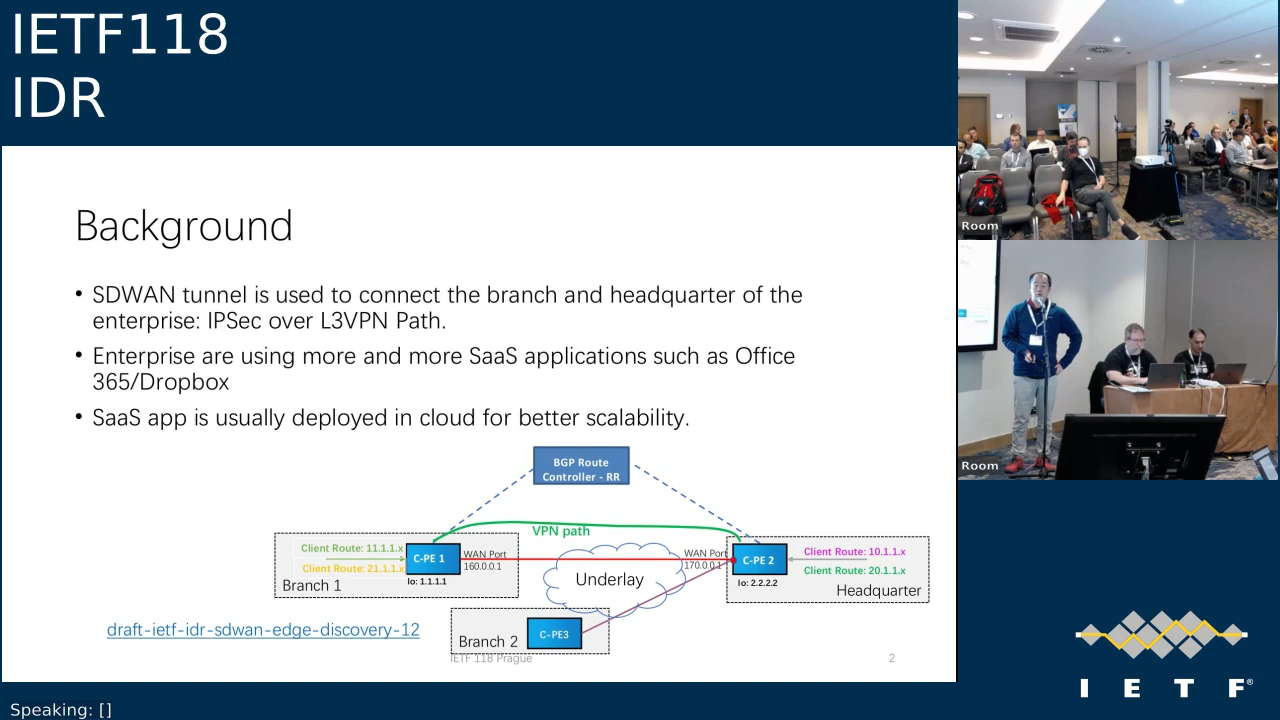 IETF118
IDR
Background
• SDWAN tunnel is used to connect the branch and headquarter of the
enterprise: IPSec over L3VPN Path.
• Enterprise are using more and more SaaS applications such as Office
365/Dropbox
• SaaS app is usually deployed in cloud for better scalability.
BGP Route
Controller - RR
VPN path
Client Route: 11.1.1.x
Client Route: 21.1.1.x
Branch 1
C-PE 1
lo: 1.1.1.1
WAN Port
160.0.0.1
Underlay
WAN Port
170.0.0.1
C-PE 2
lo: 2.2.2.2
Client Route: 10.1.1.x
Client Route: 20.1.1.x
Headquarter
Branch 2
C-PE3
draft-ietf-idr-sdwan-edge-discovery-12
IETF 118 Prague
2
Room
Room
I E T F®
Speaking: []